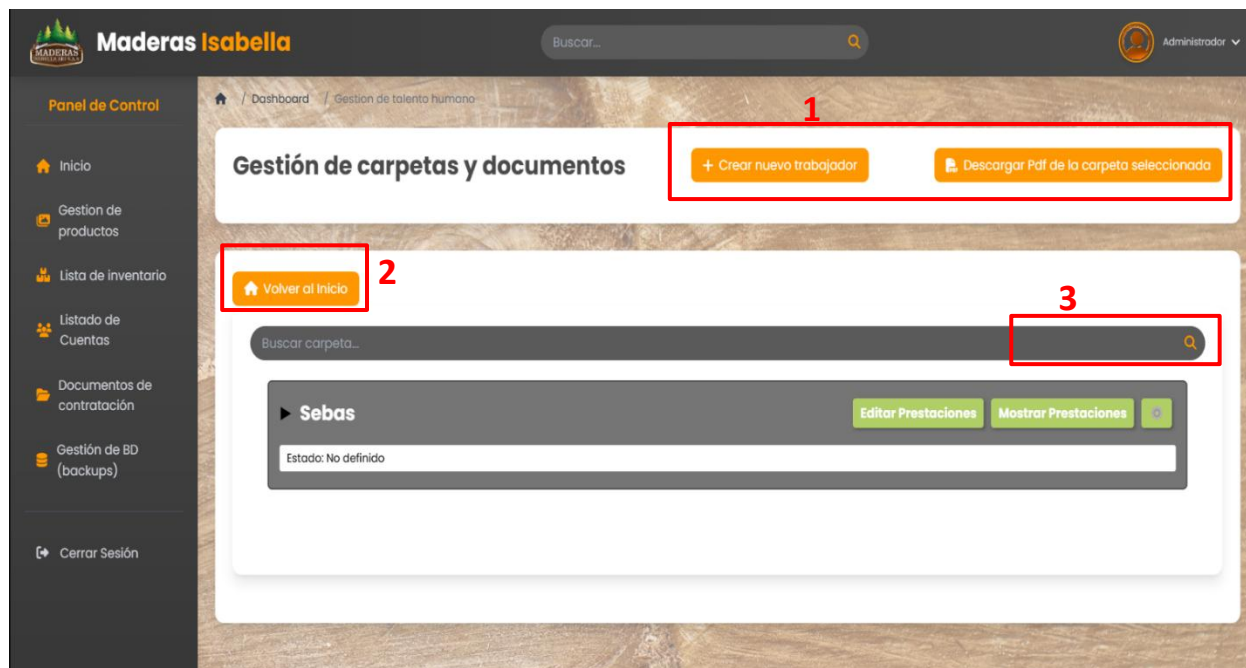 MADERAS
Maderas Isabella
Buscar...
Administrador
Panel de Control
/ Dashboard / Gestion de talento humano
1
Inicio
Gestión de carpetas y documentos
+ Crear nuevo trabajador
Descargar Pdf de la carpeta seleccionada
Gestion de
productos
Lista de inventario
2
Volver al Inicio
3
Listado de
Cuentas
Buscar carpeta...
Documentos de
contratación
Sebas
Editar Prestaciones
Mostrar Prestaciones
Estado: No definido
Gestión de BD
(backups)
Cerrar Sesión